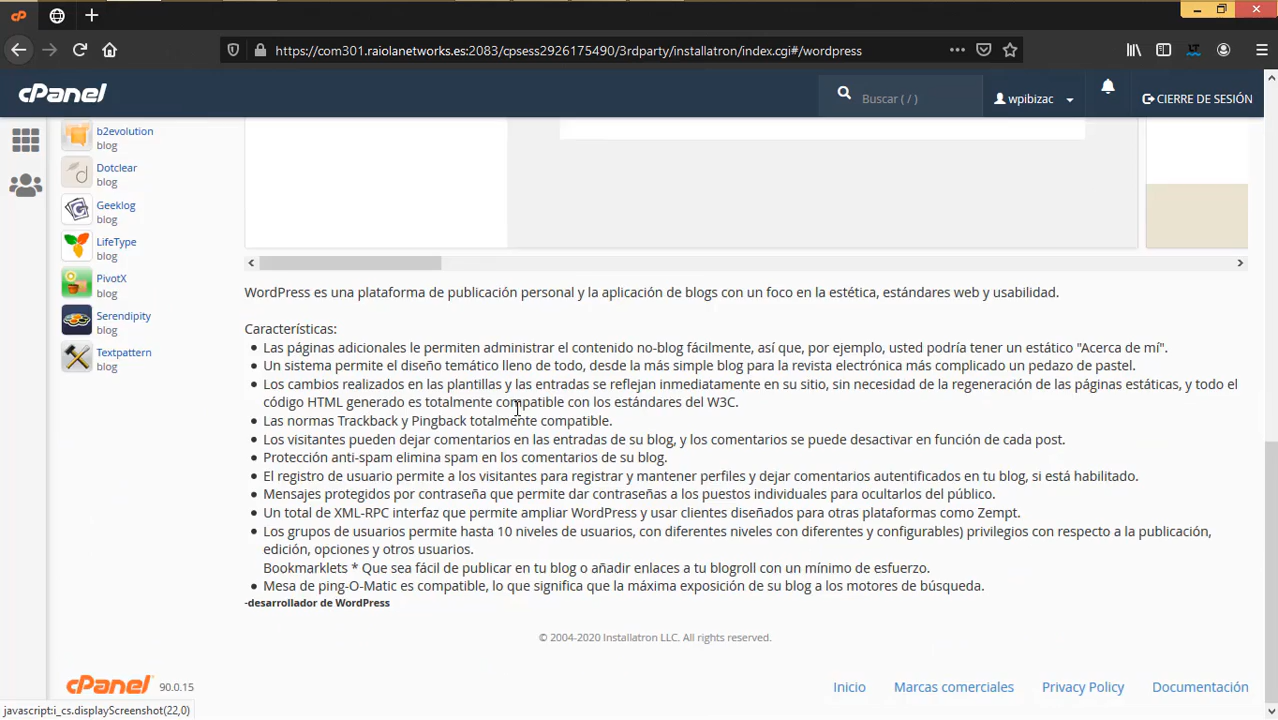 https://com301.raiolanetworks.es:2083/cpsess2926175490/3rdparty/installatron/index.cgi#/wordpress
cPanel
Buscar ( / )
wpibizac
CIERRE DE SESIÓN
b2evolution
blog
Dotclear
blog
Geeklog
blog
LifeType
blog
PivotX
blog
Serendipity
blog
Textpattern
blog
WordPress es una plataforma de publicación personal y la aplicación de blogs con un foco en la estética, estándares web y usabilidad.
Características:
Las páginas adicionales le permiten administrar el contenido no-blog fácilmente, así que, por ejemplo, usted podría tener un estático "Acerca de mí".
Un sistema permite el diseño temático lleno de todo, desde la más simple blog para la revista electrónica más complicado un pedazo de pastel.
Los cambios realizados en las plantillas y las entradas se reflejan inmediatamente en su sitio, sin necesidad de la regeneración de las páginas estáticas, y todo el
código HTML generado es totalmente compatible con los estándares del W3C.
Las normas Trackback y Pingback totalmente compatible.
Los visitantes pueden dejar comentarios en las entradas de su blog, y los comentarios se puede desactivar en función de cada post.
Protección anti-spam elimina spam en los comentarios de su blog.
El registro de usuario permite a los visitantes para registrar y mantener perfiles y dejar comentarios autentificados en tu blog, si está habilitado.
Mensajes protegidos por contraseña que permite dar contraseñas a los puestos individuales para ocultarlos del público.
Un total de XML-RPC interfaz que permite ampliar WordPress y usar clientes diseñados para otras plataformas como Zempt.
Los grupos de usuarios permite hasta 10 niveles de usuarios, con diferentes niveles con diferentes y configurables) privilegios con respecto a la publicación,
edición, opciones y otros usuarios.
Bookmarklets * Que sea fácil de publicar en tu blog o añadir enlaces a tu blogroll con un mínimo de esfuerzo.
Mesa de ping-O-Matic es compatible, lo que significa que la máxima exposición de su blog a los motores de búsqueda.
-desarrollador de WordPress
© 2004-2020 Installatron LLC. All rights reserved.
cPanel 90.0.15
Inicio Marcas comerciales Privacy Policy Documentación
javascript:i_cs.displayScreenshot(22,0)